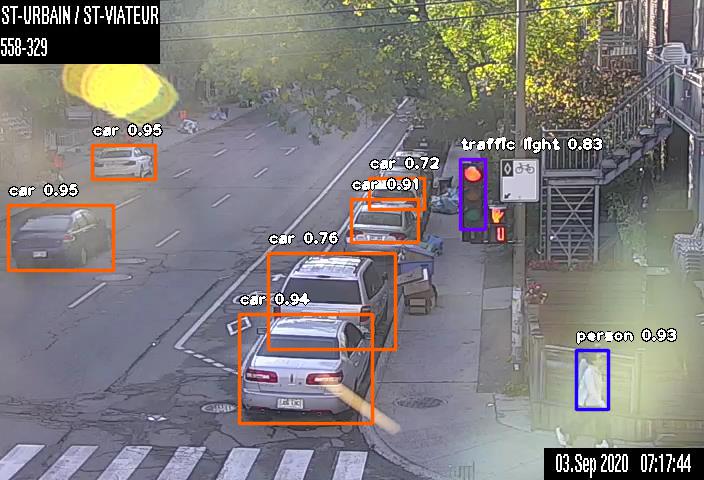 ST-URBAIN / ST-VIATEUR
558-329
car 0.95
traffic light 0.83
car 0.72
car 0.91
car 0.95
car 0.76
car 0.94
person 0.93
0
03.Sep 2020 07:17:44